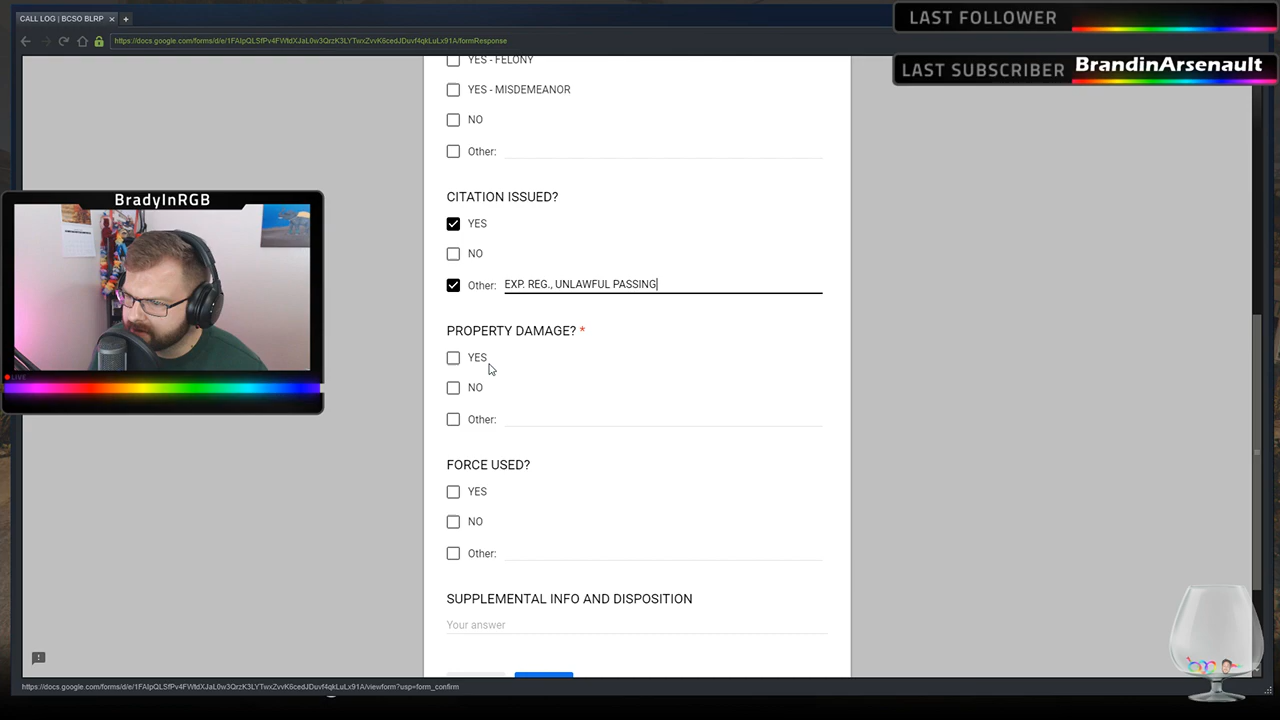 CALL LOG | BCSO BLRP
LAST FOLLOWER
LAST SUBSCRIBER BrandinArsenault
YES - FELONY
YES - MISDEMEANOR
NO
Other:
CITATION ISSUED?
YES
NO
Other: EXP. REG., UNLAWFUL PASSING
PROPERTY DAMAGE? *
YES
NO
Other:
FORCE USED?
YES
NO
Other:
SUPPLEMENTAL INFO AND DISPOSITION
Your answer
BradyInRGB
LIVE